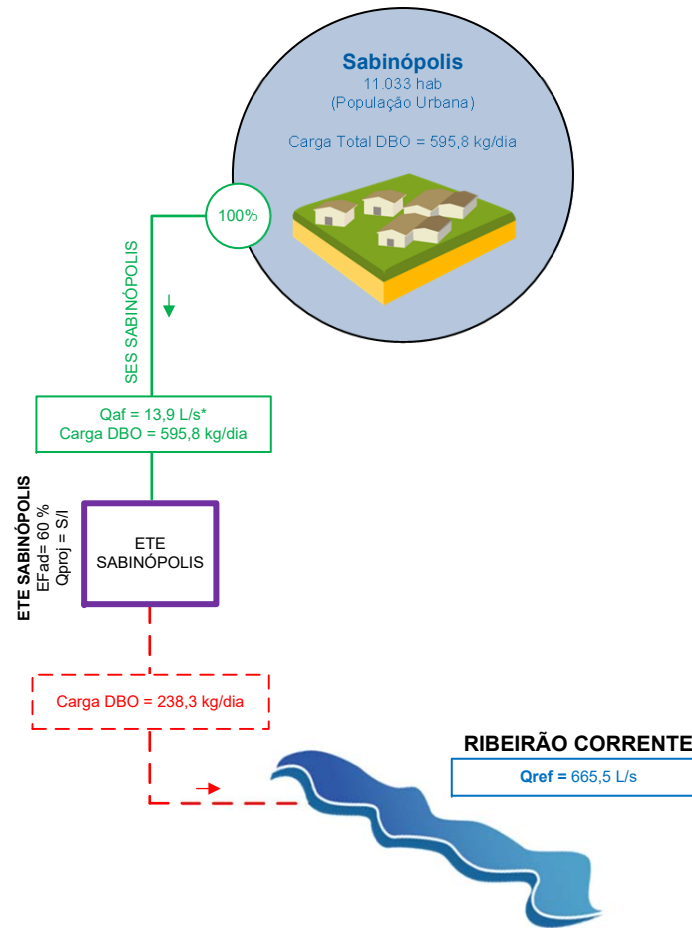 Sabinópolis
11.033 hab
(População Urbana)
Carga Total DBO = 595,8 kg/dia
100%
SES SABINÓPOLIS
Qaf = 13,9 L/s*
Carga DBO = 595,8 kg/dia
ETE SABINÓPOLIS
EFad= 60 %
Qproj = S/I
ETE
SABINÓPOLIS
Carga DBO = 238,3 kg/dia
RIBEIRÃO CORRENTE
Qref = 665,5 L/s